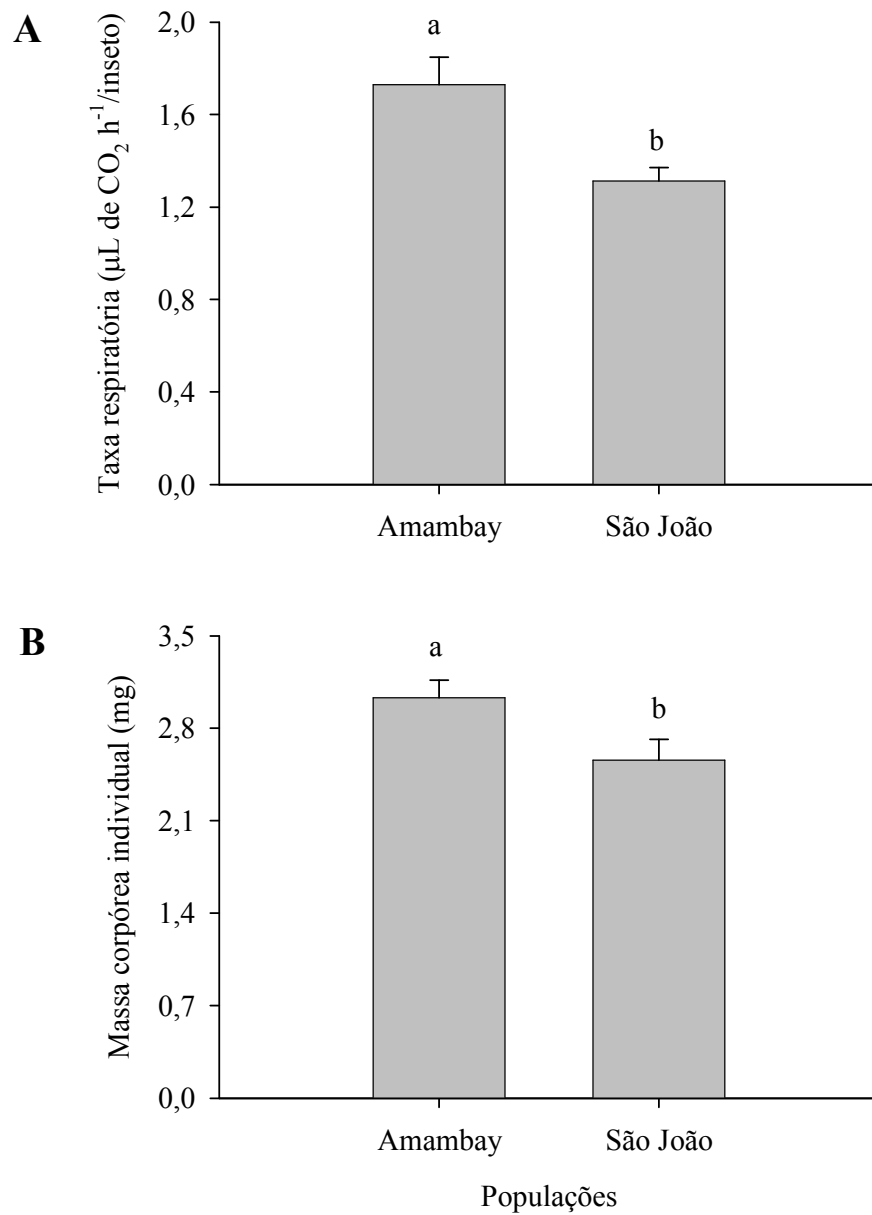 A
Taxa respiratória (µL de CO₂ h⁻¹/inseto)
2,0
1,6
1,2
0,8
0,4
0,0
a
b
Amambay
São João
B
Massa corpórea individual (mg)
3,5
2,8
2,1
1,4
0,7
0,0
a
b
Amambay
São João
Populações